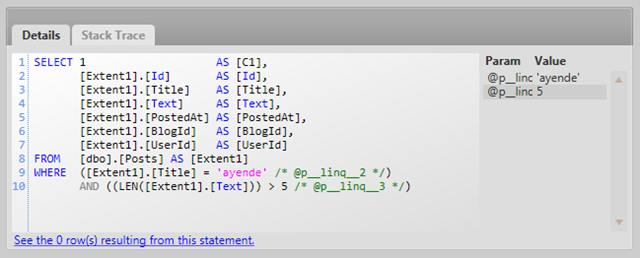 Details Stack Trace
1 SELECT 1 AS [C1],
2 [Extent1].[Id] AS [Id],
3 [Extent1].[Title] AS [Title],
4 [Extent1].[Text] AS [Text],
5 [Extent1].[PostedAt] AS [PostedAt],
6 [Extent1].[BlogId] AS [BlogId],
7 [Extent1].[UserId] AS [UserId]
8 FROM [dbo].[Posts] AS [Extent1]
9 WHERE ([Extent1].[Title] = 'ayende' /* @p__linq__2 */)
10 AND ((LEN([Extent1].[Text])) > 5 /* @p__linq__3 */)
Param Value
@p__linc 'ayende'
@p__linc 5
See the 0 row(s) resulting from this statement.